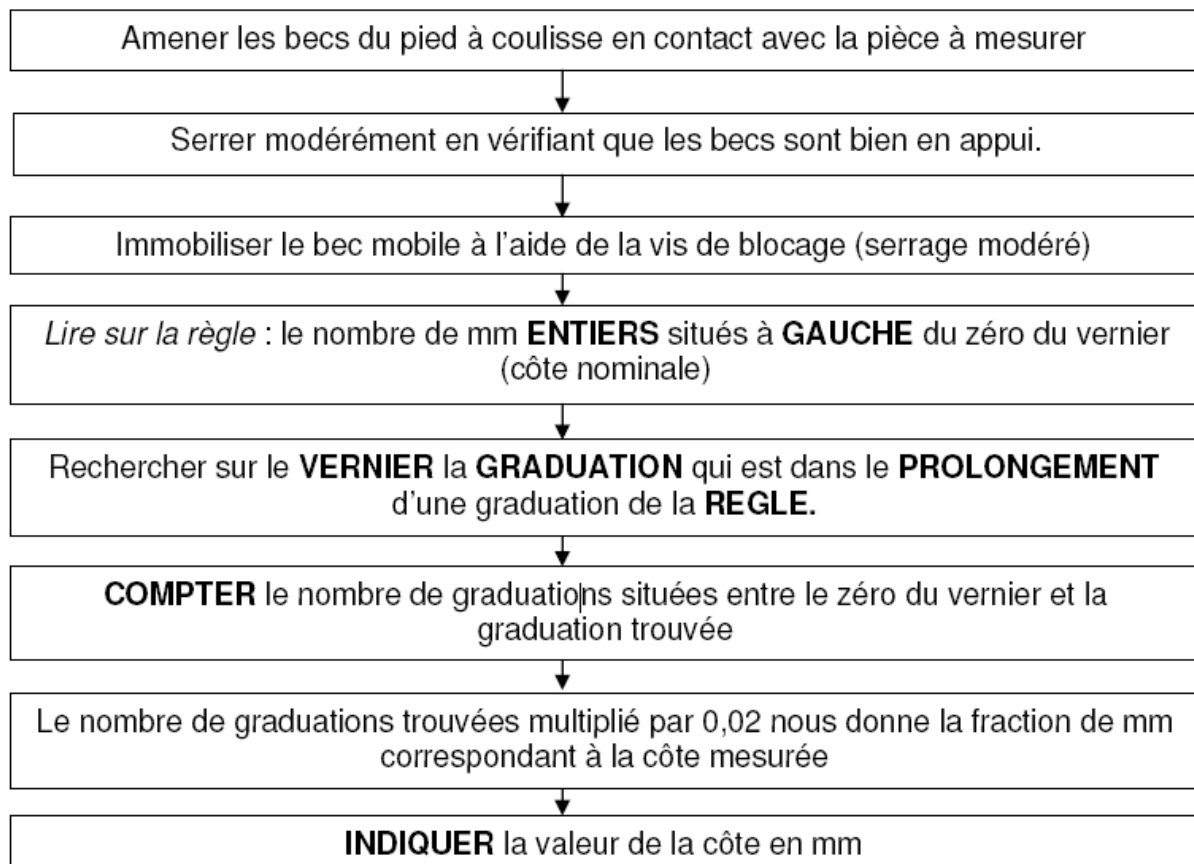 Amener les becs du pied à coulisse en contact avec la pièce à mesurer
Serrer modérément en vérifiant que les becs sont bien en appui.
Immobiliser le bec mobile à l'aide de la vis de blocage (serrage modéré)
Lire sur la règle : le nombre de mm ENTIERS situés à GAUCHE du zéro du vernier
(côte nominale)
Rechercher sur le VERNIER la GRADUATION qui est dans le PROLONGEMENT
d'une graduation de la REGLE.
COMPTER le nombre de graduations situées entre le zéro du vernier et la
graduation trouvée
Le nombre de graduations trouvées multiplié par 0,02 nous donne la fraction de mm
correspondant à la côte mesurée
INDIQUER la valeur de la côte en mm